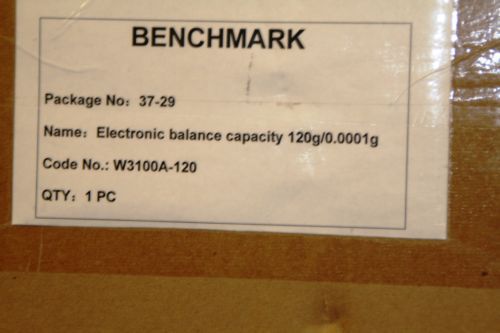 BENCHMARK
Package No：37-29
Name：Electronic balance capacity 120g/0.0001g
Code No.: W3100A-120
QTY：1 PC